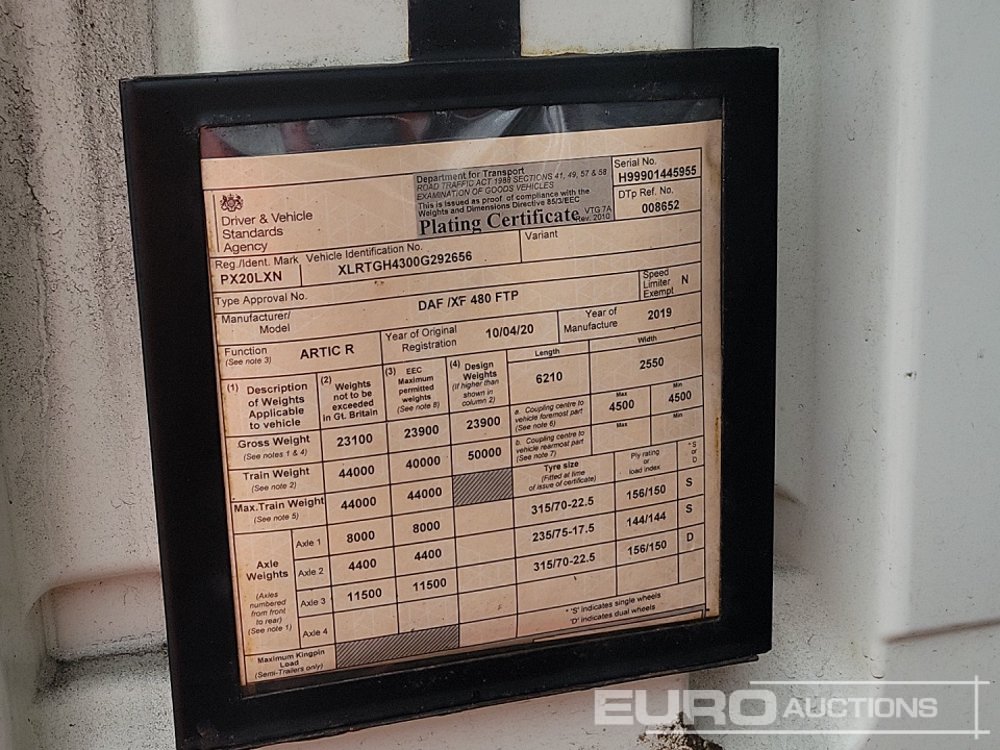 Driver & Vehicle
Standards
Agency
Department for Transport
ROAD TRAFFIC ACT 1988 SECTIONS 41, 49, 57 & 58
EXAMINATION OF GOODS VEHICLES
This is issued as proof of compliance with the
Weights and Dimensions Directive 85/3/EEC
Plating Certificate VTG 7A
Rev. 2010
Serial No.
H99901445955
DTp Ref. No.
008652
Reg./Ident. Mark
PX20LXN
Vehicle Identification No.
XLRTGH4300G292656
Variant
Type Approval No.
Manufacturer/
Model
DAF /XF 480 FTP
Speed
Limiter
Exempt
N
Function
(See note 3)
ARTIC R
Year of Original
Registration
10/04/20
Year of
Manufacture
2019
(1) Description
of Weights
Applicable
to vehicle
(2) Weights
not to be
exceeded
in Gt. Britain
(3) EEC
Maximum
permitted
weights
(See note 8)
(4) Design
Weights
(If higher than
shown in
column 2)
Length
6210
Width
2550
Gross Weight
(See notes 1 & 4)
23100
23900
23900
a. Coupling centre to
vehicle foremost part
(See note 6)
Max
4500
Min
4500
Train Weight
(See note 2)
44000
40000
50000
b. Coupling centre to
vehicle rearmost part
(See note 7)
Max
Min
Max.Train Weight
(See note 5)
44000
44000
Tyre size
(Fitted at time
of issue of certificate)
Ply rating
or
load index
*S
or
D
Axle
Weights
(Axles
numbered
from front
to rear)
(See note 1)
Axle 1
8000
8000
315/70-22.5
156/150
S
Axle 2
4400
4400
235/75-17.5
144/144
S
Axle 3
11500
11500
315/70-22.5
156/150
D
Axle 4
F
* 'S' indicates single wheels
'D' indicates dual wheels
Maximum Kingpin
Load
(Semi-Trailers only)
EURO AUCTIONS